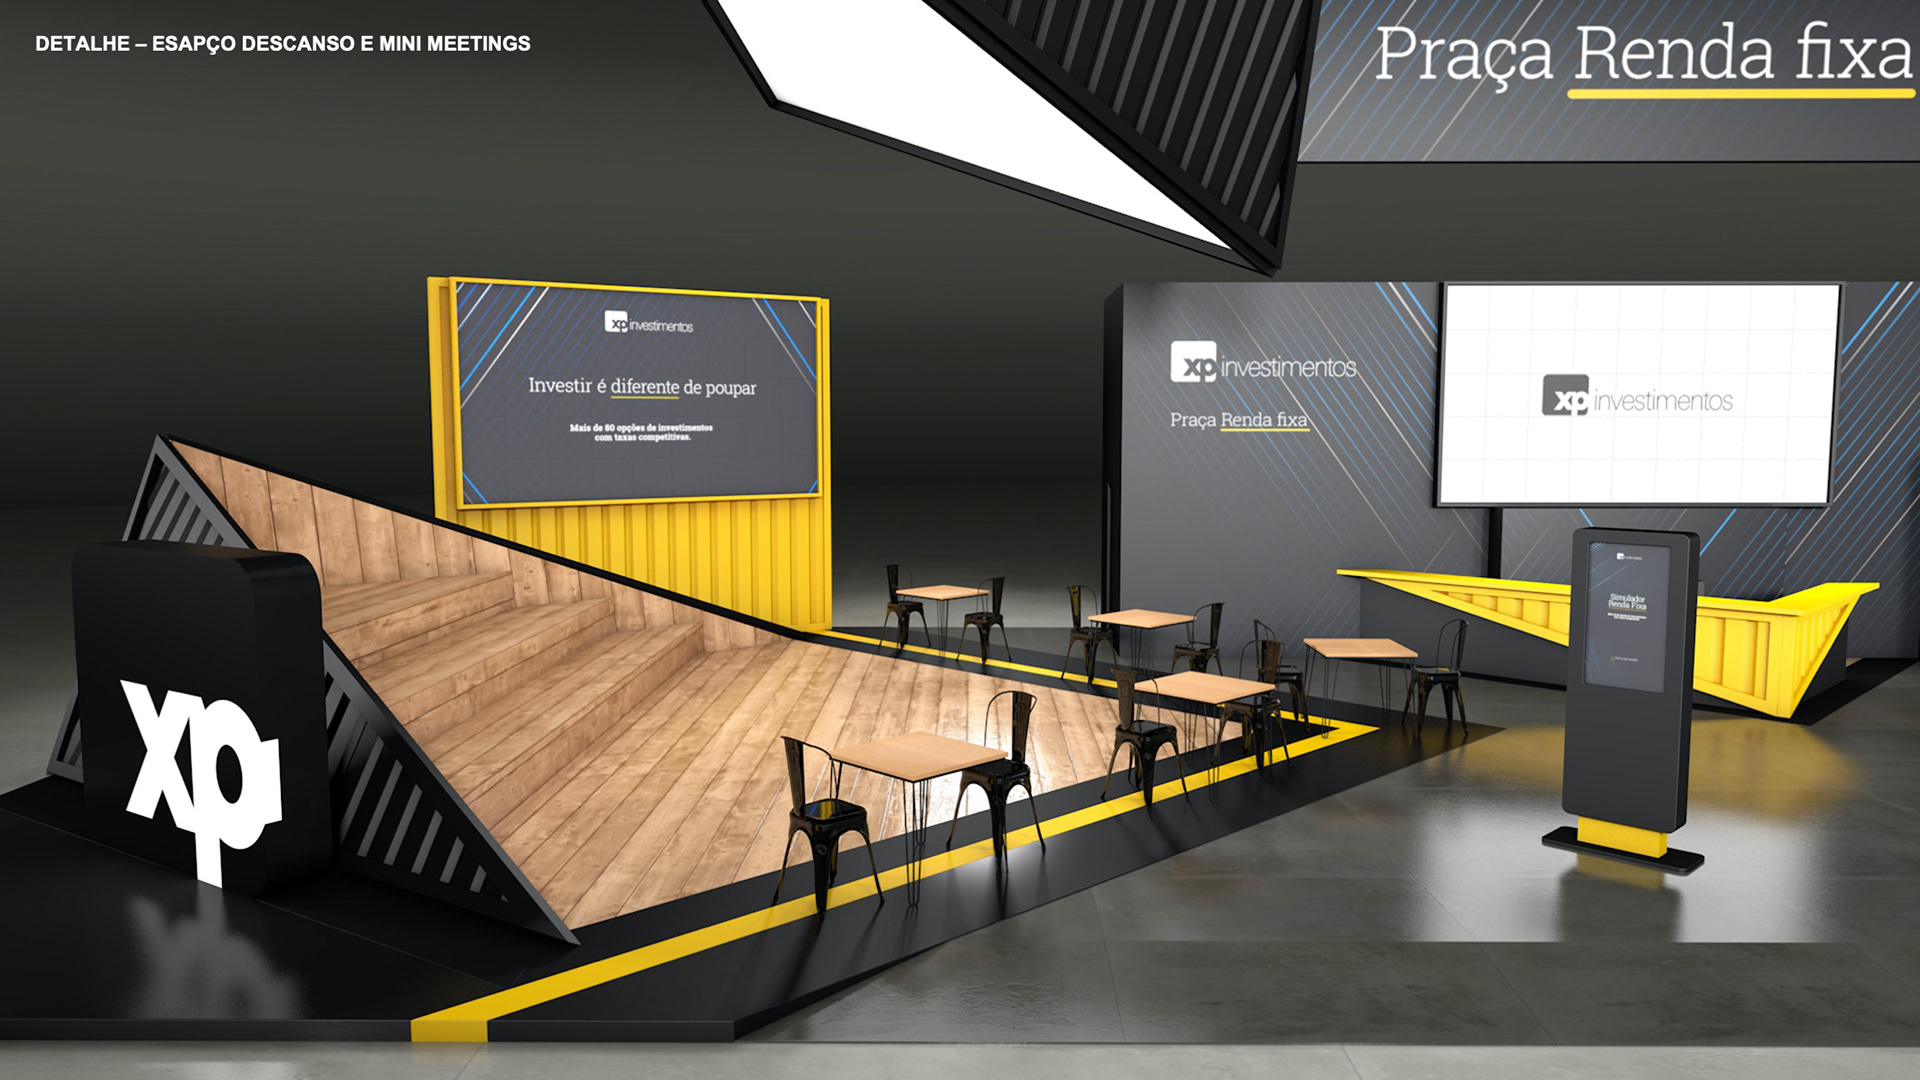 DETALHE – ESAPÇO DESCANSO E MINI MEETINGS
Praça Renda fixa
xp investimentos
Investir é diferente de poupar
Mais de 80 opções de investimentos
com taxas competitivas.
xp investimentos
Praça Renda fixa
xp investimentos
Simulador
Renda Fixa
xp